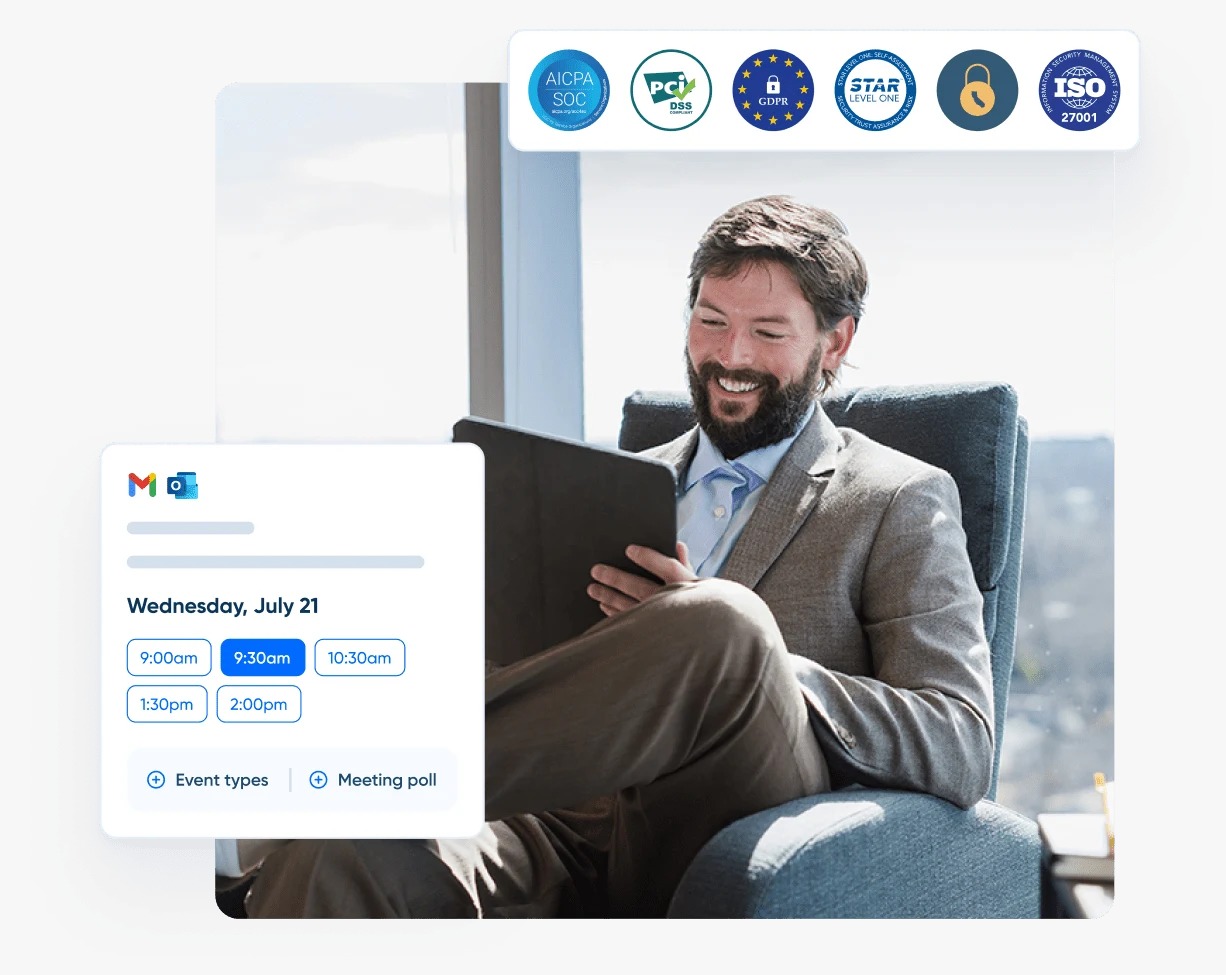 AICPA
SOC
PCi
DSS
COMPLIANT
GDPR
STAR LEVEL ONE: SELF-ASSESSMENT
STAR
LEVEL ONE
SECURITY TRUST ASSURANCE & RISK
INFORMATION SECURITY MANAGEMENT SYSTEM
ISO
27001
Wednesday, July 21
9:00am
9:30am
10:30am
1:30pm
2:00pm
Event types
Meeting poll